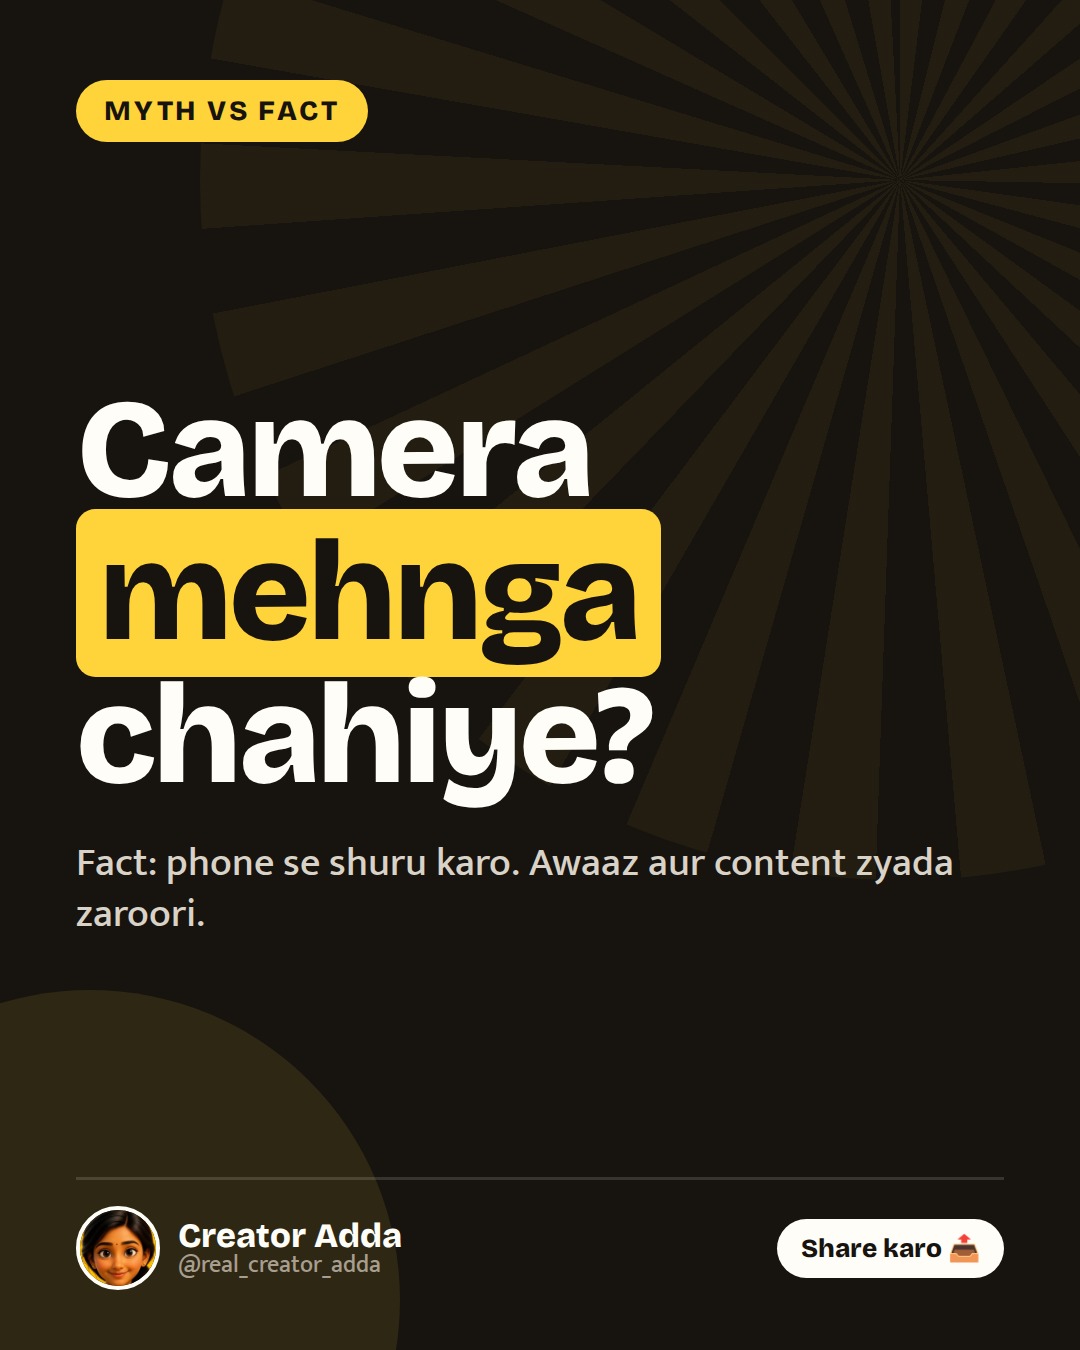 MYTH VS FACT
Camera
mehnga
chahiye?
Fact: phone se shuru karo. Awaaz aur content zyada
zaroori.
Creator Adda
@real_creator_adda
Share karo 📤